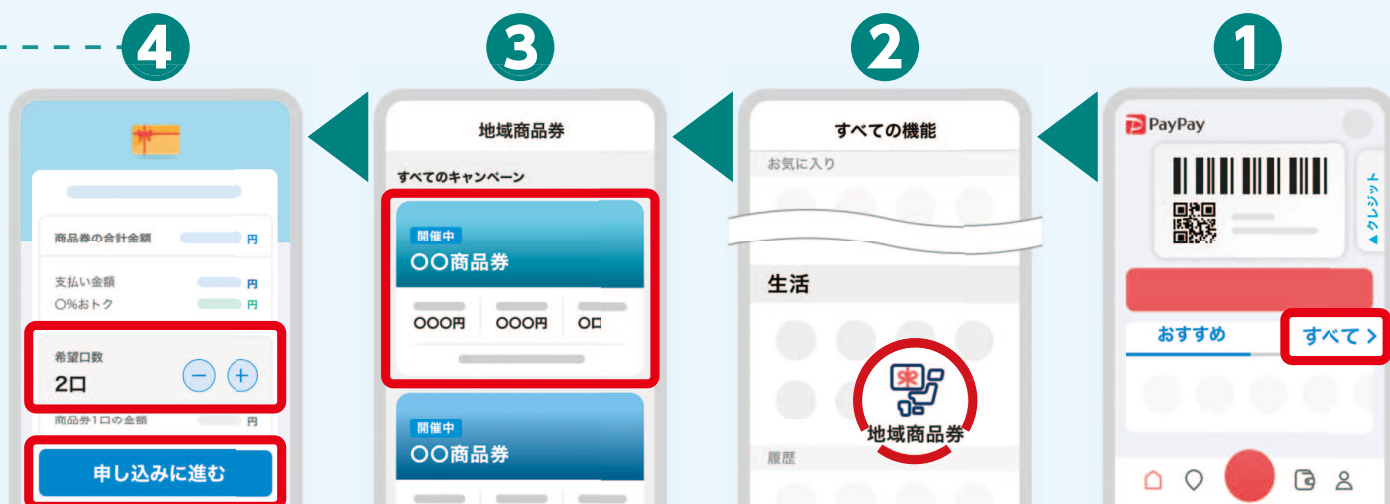 1
PayPay
▲クレジット
おすすめ
すべて >
2
すべての機能
お気に入り
生活
地域商品券
履歴
3
地域商品券
すべてのキャンペーン
開催中
〇〇商品券
〇〇〇円 〇〇〇円 〇口
開催中
〇〇商品券
4
商品券の合計金額 円
支払い金額 円
〇%おトク 円
希望口数
2口
商品券1口の金額 円
申し込みに進む